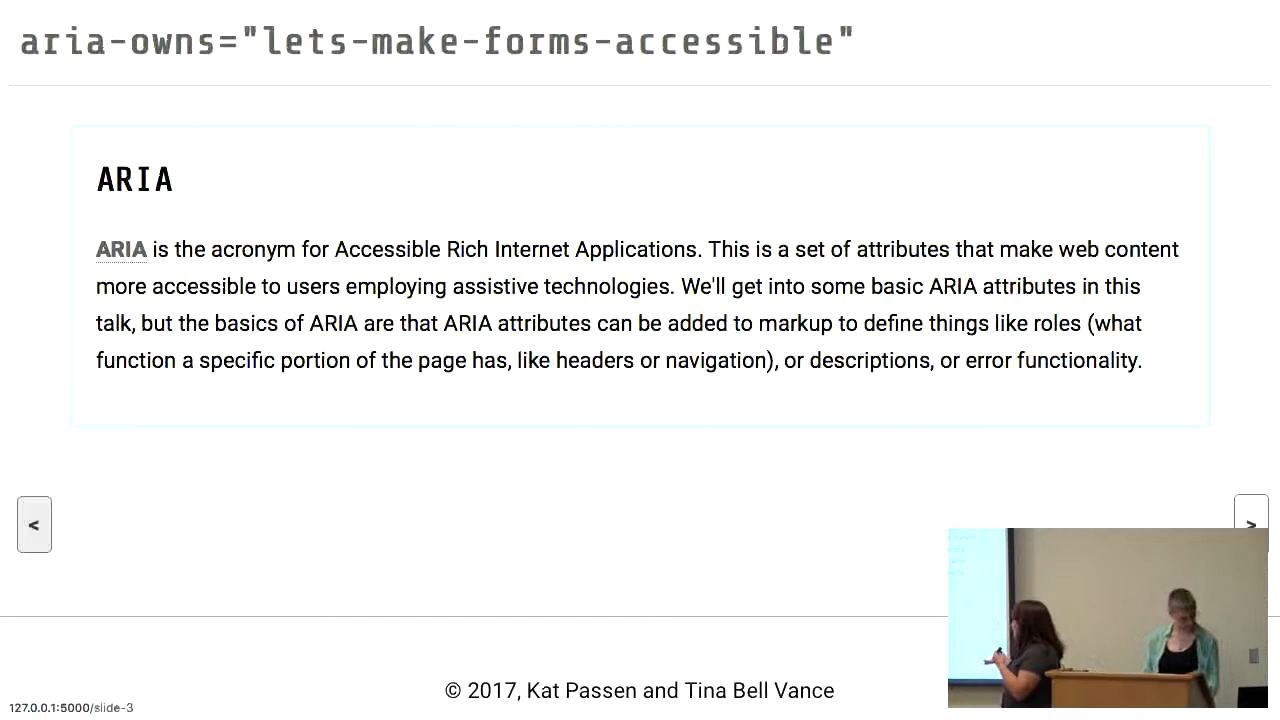 aria-owns="lets-make-forms-accessible"
ARIA
ARIA is the acronym for Accessible Rich Internet Applications. This is a set of attributes that make web content
more accessible to users employing assistive technologies. We'll get into some basic ARIA attributes in this
talk, but the basics of ARIA are that ARIA attributes can be added to markup to define things like roles (what
function a specific portion of the page has, like headers or navigation), or descriptions, or error functionality.
<
>
© 2017, Kat Passen and Tina Bell Vance
127.0.0.1:5000/slide-3